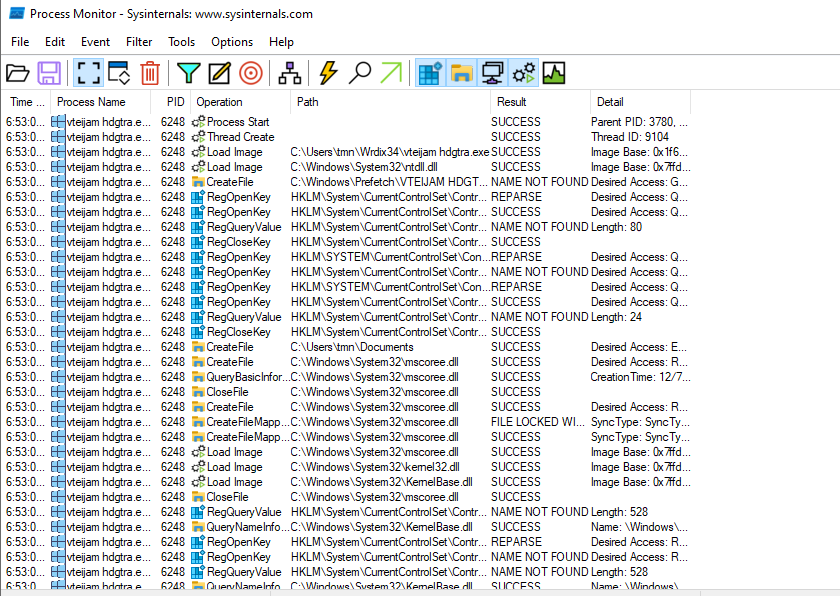 Process Monitor - Sysinternals: www.sysinternals.com
File Edit Event Filter Tools Options Help
Time ... Process Name PID Operation Path Result Detail
6:53:0... vteijam hdgtra.e... 6248 Process Start SUCCESS Parent PID: 3780, ...
6:53:0... vteijam hdgtra.e... 6248 Thread Create SUCCESS Thread ID: 9104
6:53:0... vteijam hdgtra.e... 6248 Load Image C:\Users\tmn\Wrdix34\vteijam hdgtra.exe SUCCESS Image Base: 0x1f6...
6:53:0... vteijam hdgtra.e... 6248 Load Image C:\Windows\System32\ntdll.dll SUCCESS Image Base: 0x7ffd...
6:53:0... vteijam hdgtra.e... 6248 CreateFile C:\Windows\Prefetch\VTEIJAM HDGT... NAME NOT FOUND Desired Access: G...
6:53:0... vteijam hdgtra.e... 6248 RegOpenKey HKLM\System\CurrentControlSet\Contr... REPARSE Desired Access: Q...
6:53:0... vteijam hdgtra.e... 6248 RegOpenKey HKLM\System\CurrentControlSet\Contr... SUCCESS Desired Access: Q...
6:53:0... vteijam hdgtra.e... 6248 RegQueryValue HKLM\System\CurrentControlSet\Contr... NAME NOT FOUND Length: 80
6:53:0... vteijam hdgtra.e... 6248 RegCloseKey HKLM\System\CurrentControlSet\Contr... SUCCESS
6:53:0... vteijam hdgtra.e... 6248 RegOpenKey HKLM\SYSTEM\CurrentControlSet\Con... REPARSE Desired Access: Q...
6:53:0... vteijam hdgtra.e... 6248 RegOpenKey HKLM\System\CurrentControlSet\Contr... NAME NOT FOUND Desired Access: Q...
6:53:0... vteijam hdgtra.e... 6248 RegOpenKey HKLM\SYSTEM\CurrentControlSet\Con... REPARSE Desired Access: Q...
6:53:0... vteijam hdgtra.e... 6248 RegOpenKey HKLM\System\CurrentControlSet\Contr... SUCCESS Desired Access: Q...
6:53:0... vteijam hdgtra.e... 6248 RegQueryValue HKLM\System\CurrentControlSet\Contr... NAME NOT FOUND Length: 24
6:53:0... vteijam hdgtra.e... 6248 RegCloseKey HKLM\System\CurrentControlSet\Contr... SUCCESS
6:53:0... vteijam hdgtra.e... 6248 CreateFile C:\Users\tmn\Documents SUCCESS Desired Access: E...
6:53:0... vteijam hdgtra.e... 6248 CreateFile C:\Windows\System32\mscoree.dll SUCCESS Desired Access: R...
6:53:0... vteijam hdgtra.e... 6248 QueryBasicInfor... C:\Windows\System32\mscoree.dll SUCCESS CreationTime: 12/7...
6:53:0... vteijam hdgtra.e... 6248 CloseFile C:\Windows\System32\mscoree.dll SUCCESS
6:53:0... vteijam hdgtra.e... 6248 CreateFile C:\Windows\System32\mscoree.dll SUCCESS Desired Access: R...
6:53:0... vteijam hdgtra.e... 6248 CreateFileMapp... C:\Windows\System32\mscoree.dll FILE LOCKED WI... SyncType: SyncTy...
6:53:0... vteijam hdgtra.e... 6248 CreateFileMapp... C:\Windows\System32\mscoree.dll SUCCESS SyncType: SyncTy...
6:53:0... vteijam hdgtra.e... 6248 Load Image C:\Windows\System32\mscoree.dll SUCCESS Image Base: 0x7ffd...
6:53:0... vteijam hdgtra.e... 6248 Load Image C:\Windows\System32\kernel32.dll SUCCESS Image Base: 0x7ffd...
6:53:0... vteijam hdgtra.e... 6248 Load Image C:\Windows\System32\KernelBase.dll SUCCESS Image Base: 0x7ffd...
6:53:0... vteijam hdgtra.e... 6248 CloseFile C:\Windows\System32\mscoree.dll SUCCESS
6:53:0... vteijam hdgtra.e... 6248 RegQueryValue HKLM\System\CurrentControlSet\Contr... NAME NOT FOUND Length: 528
6:53:0... vteijam hdgtra.e... 6248 QueryNameInfo... C:\Windows\System32\KernelBase.dll SUCCESS Name: \Windows\...
6:53:0... vteijam hdgtra.e... 6248 RegOpenKey HKLM\System\CurrentControlSet\Contr... REPARSE Desired Access: R...
6:53:0... vteijam hdgtra.e... 6248 RegOpenKey HKLM\System\CurrentControlSet\Contr... NAME NOT FOUND Desired Access: R...
6:53:0... vteijam hdgtra.e... 6248 RegQueryValue HKLM\System\CurrentControlSet\Contr... NAME NOT FOUND Length: 528
6:53:0... vteijam hdgtra.e... 6248 QueryNameInfo... C:\Windows\System32\KernelBase.dll SUCCESS Name: \Windows\...